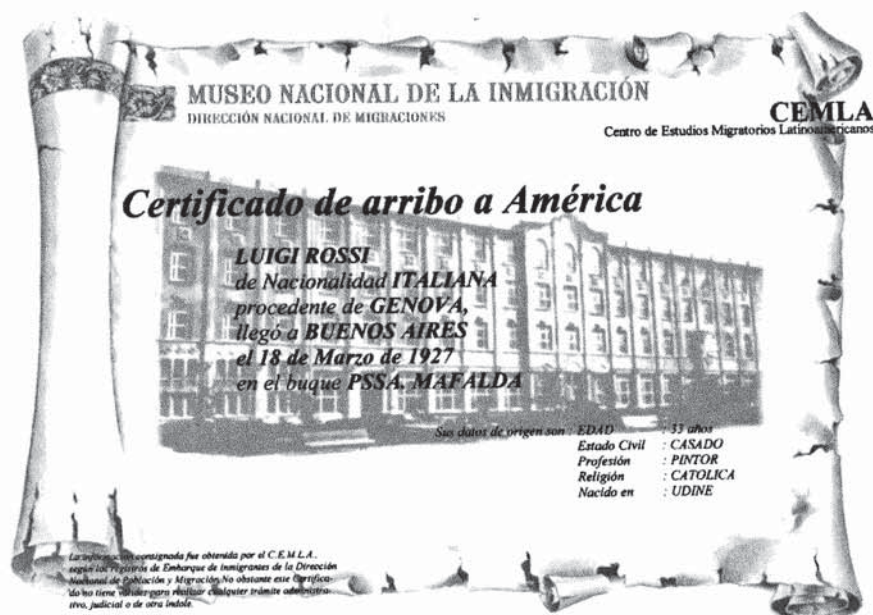 MUSEO NACIONAL DE LA INMIGRACIÓN
DIRECCIÓN NACIONAL DE MIGRACIONES
CEMLA
Centro de Estudios Migratorios Latinoamericanos
Certificado de arribo a América
LUIGI ROSSI
de Nacionalidad ITALIANA
procedente de GENOVA,
llegó a BUENOS AIRES
el 18 de Marzo de 1927
en el buque PSSA. MAFALDA
Sus datos de origen son : EDAD : 33 años
Estado Civil : CASADO
Profesión : PINTOR
Religión : CATOLICA
Nacido en : UDINE
La información consignada fue obtenida por el C.E.M.L.A.,
según los registros de Embarque de inmigrantes de la Dirección
Nacional de Población y Migración. No obstante este Certifica-
do no tiene validez para realizar cualquier trámite administra-
tivo, judicial o de otra índole.